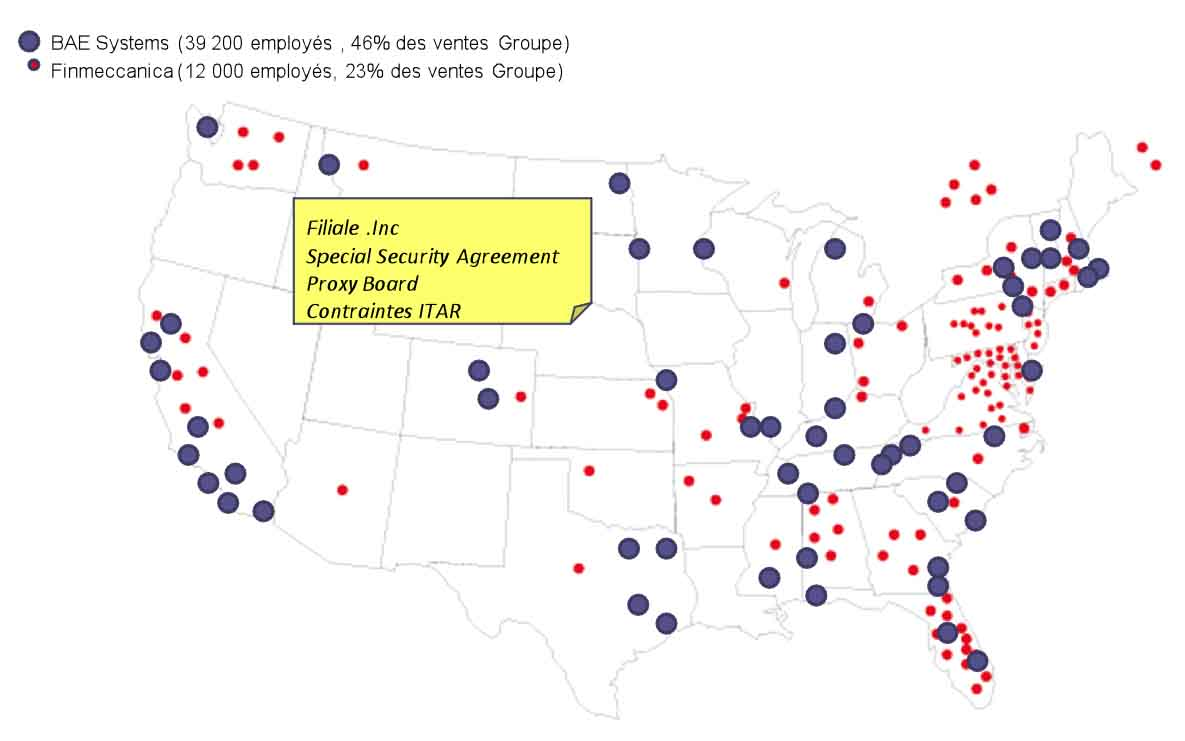 BAE Systems (39 200 employés , 46% des ventes Groupe)
Finmeccanica (12 000 employés, 23% des ventes Groupe)
Filiale .Inc
Special Security Agreement
Proxy Board
Contraintes ITAR